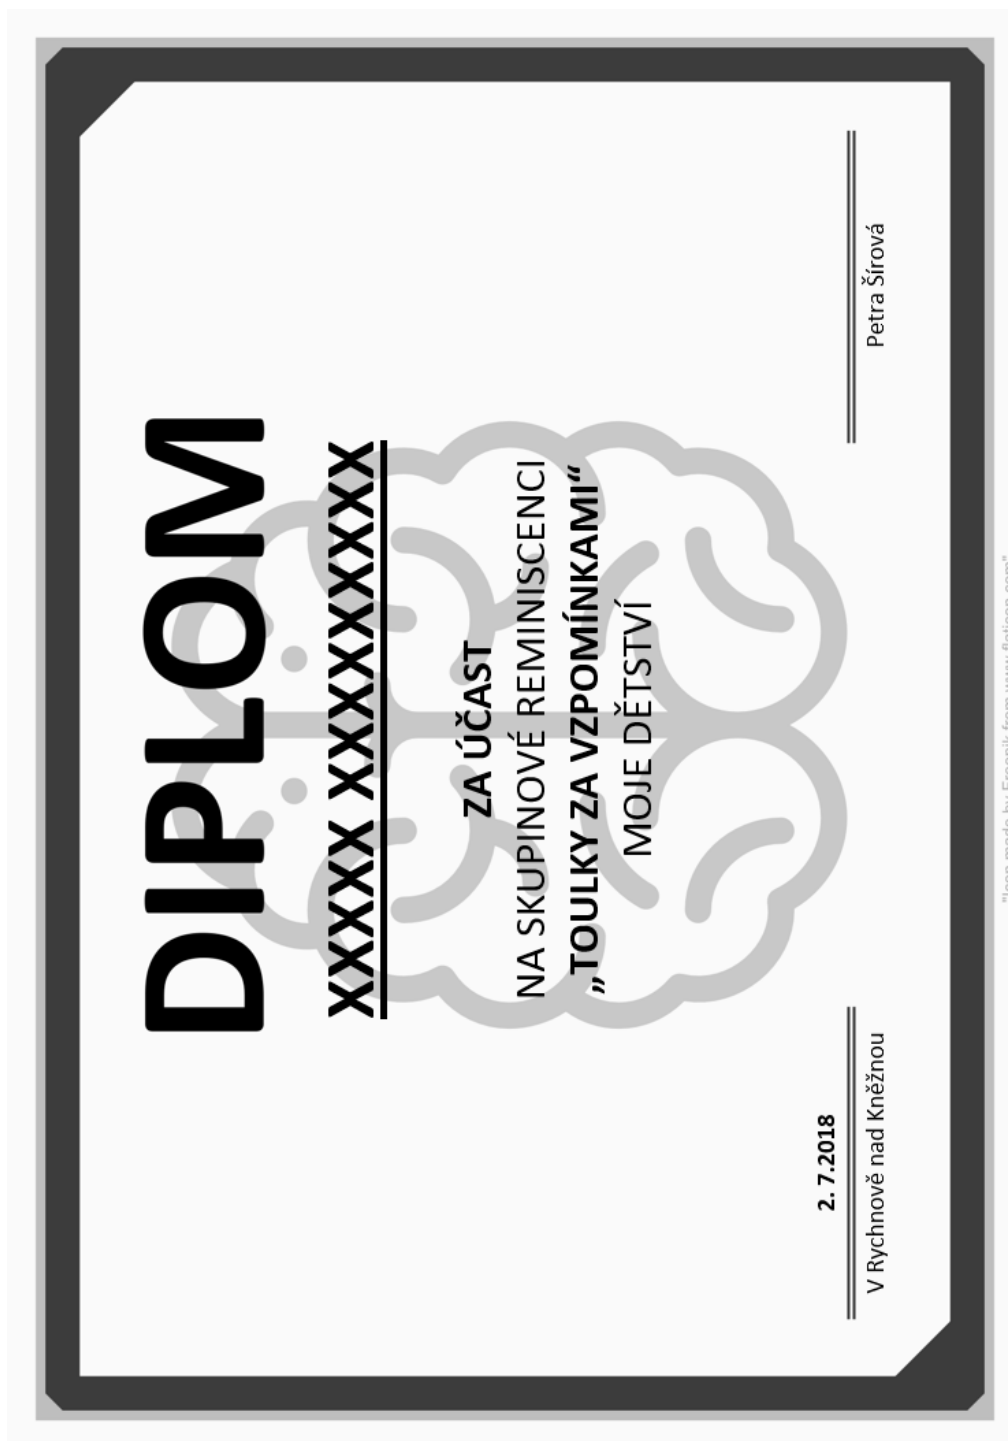 DIPLOM
XXXXX XXXXXXXXXX
ZA ÚČAST
NA SKUPINOVÉ REMINISCENCI
„TOULKY ZA VZPOMÍNKAMI“
MOJE DĚTSTVÍ
2. 7.2018
V Rychnově nad Kněžnou
Petra Šírová